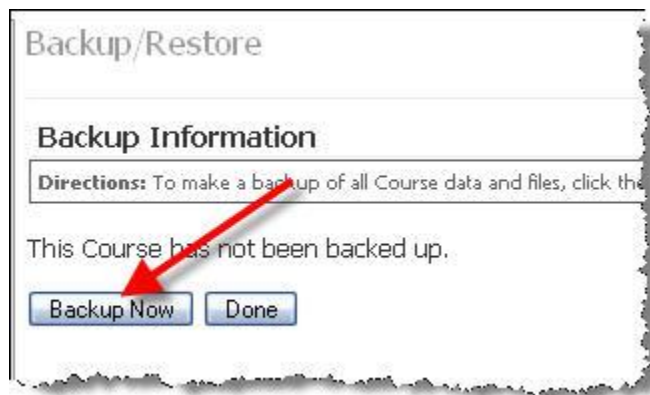 Backup/Restore
Backup Information
Directions: To make a backup of all Course data and files, click the
This Course has not been backed up.
Backup Now Done